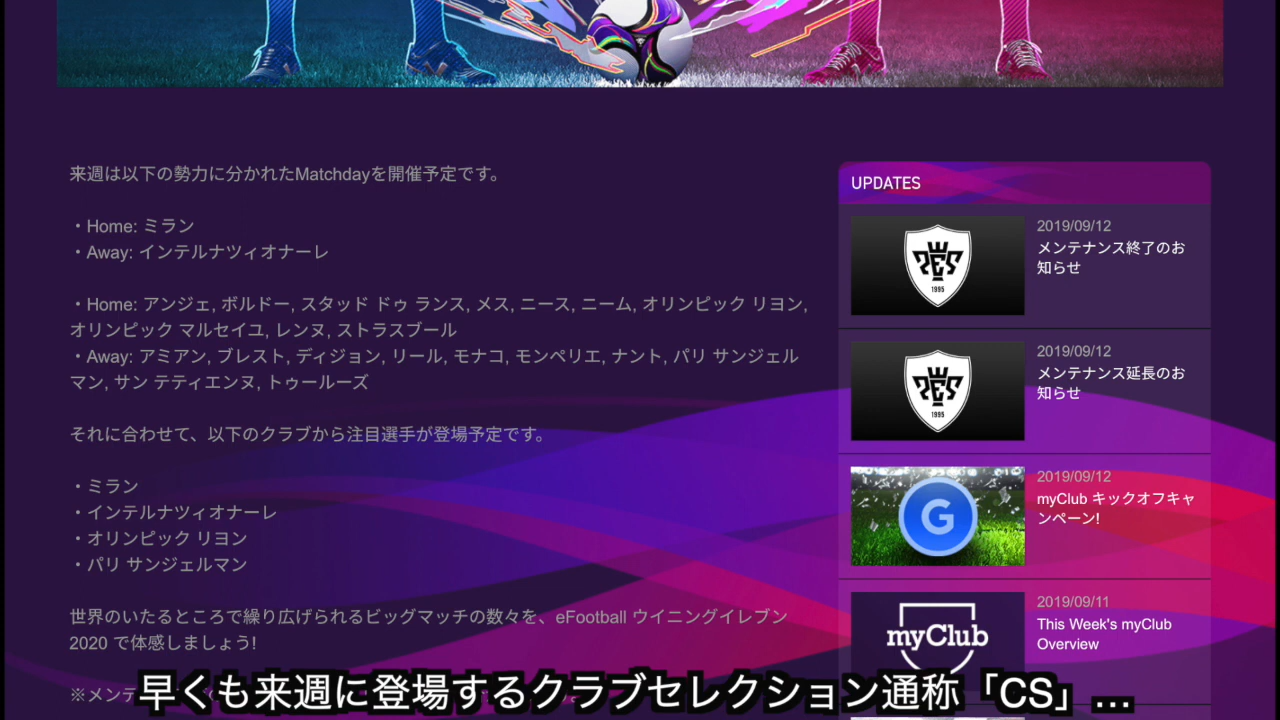 来週は以下の勢力に分かれたMatchdayを開催予定です。
・Home: ミラン
・Away: インテルナツィオナーレ
・Home: アンジェ, ボルドー, スタッド ドゥ ランス, メス, ニース, ニーム, オリンピック リヨン,
オリンピック マルセイユ, レンヌ, ストラスブール
・Away: アミアン, ブレスト, ディジョン, リール, モナコ, モンペリエ, ナント, パリ サンジェル
マン, サン テティエンヌ, トゥールーズ
それに合わせて、以下のクラブから注目選手が登場予定です。
・ミラン
・インテルナツィオナーレ
・オリンピック リヨン
・パリ サンジェルマン
世界のいたるところで繰り広げられるビッグマッチの数々を、eFootball ウイニングイレブン
2020 で体感しましょう!
※メンテ
UPDATES
PES
1995
2019/09/12
メンテナンス終了のお
知らせ
PES
1995
2019/09/12
メンテナンス延長のお
知らせ
G
2019/09/12
myClub キックオフキャ
ンペーン!
myClub
2019/09/11
This Week's myClub
Overview
早くも来週に登場するクラブセレクション通称「CS」...